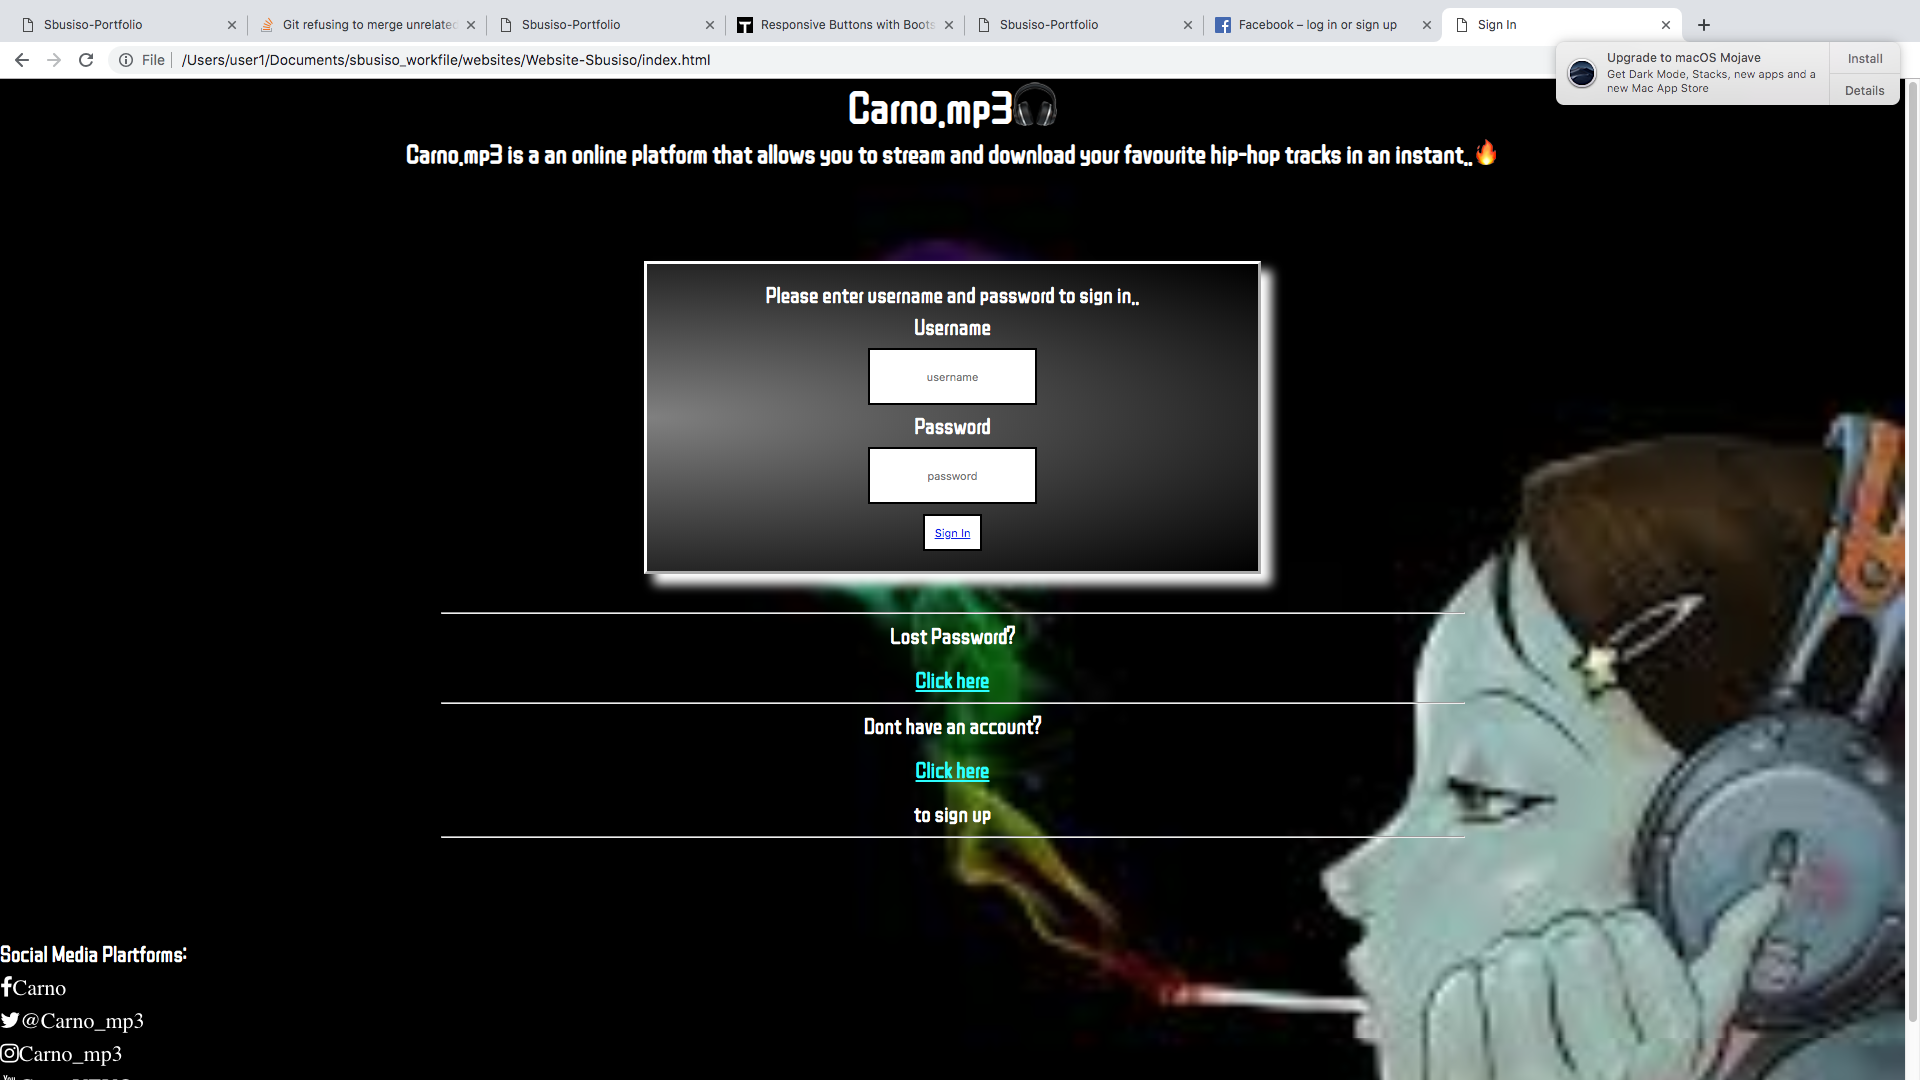 Sbusiso-Portfolio
Git refusing to merge unrelated
Sbusiso-Portfolio
Responsive Buttons with Boots
Sbusiso-Portfolio
Facebook – log in or sign up
Sign In
File
/Users/user1/Documents/sbusiso_workfile/websites/Website-Sbusiso/index.html
Upgrade to macOS Mojave
Get Dark Mode, Stacks, new apps and a
new Mac App Store
Install
Details
Carno.mp3
Carno.mp3 is a an online platform that allows you to stream and download your favourite hip-hop tracks in an instant..
Please enter username and password to sign in..
Username
username
Password
password
Sign In
Lost Password?
Click here
Dont have an account?
Click here
to sign up
Social Media Plartforms:
Carno
@Carno_mp3
Carno_mp3